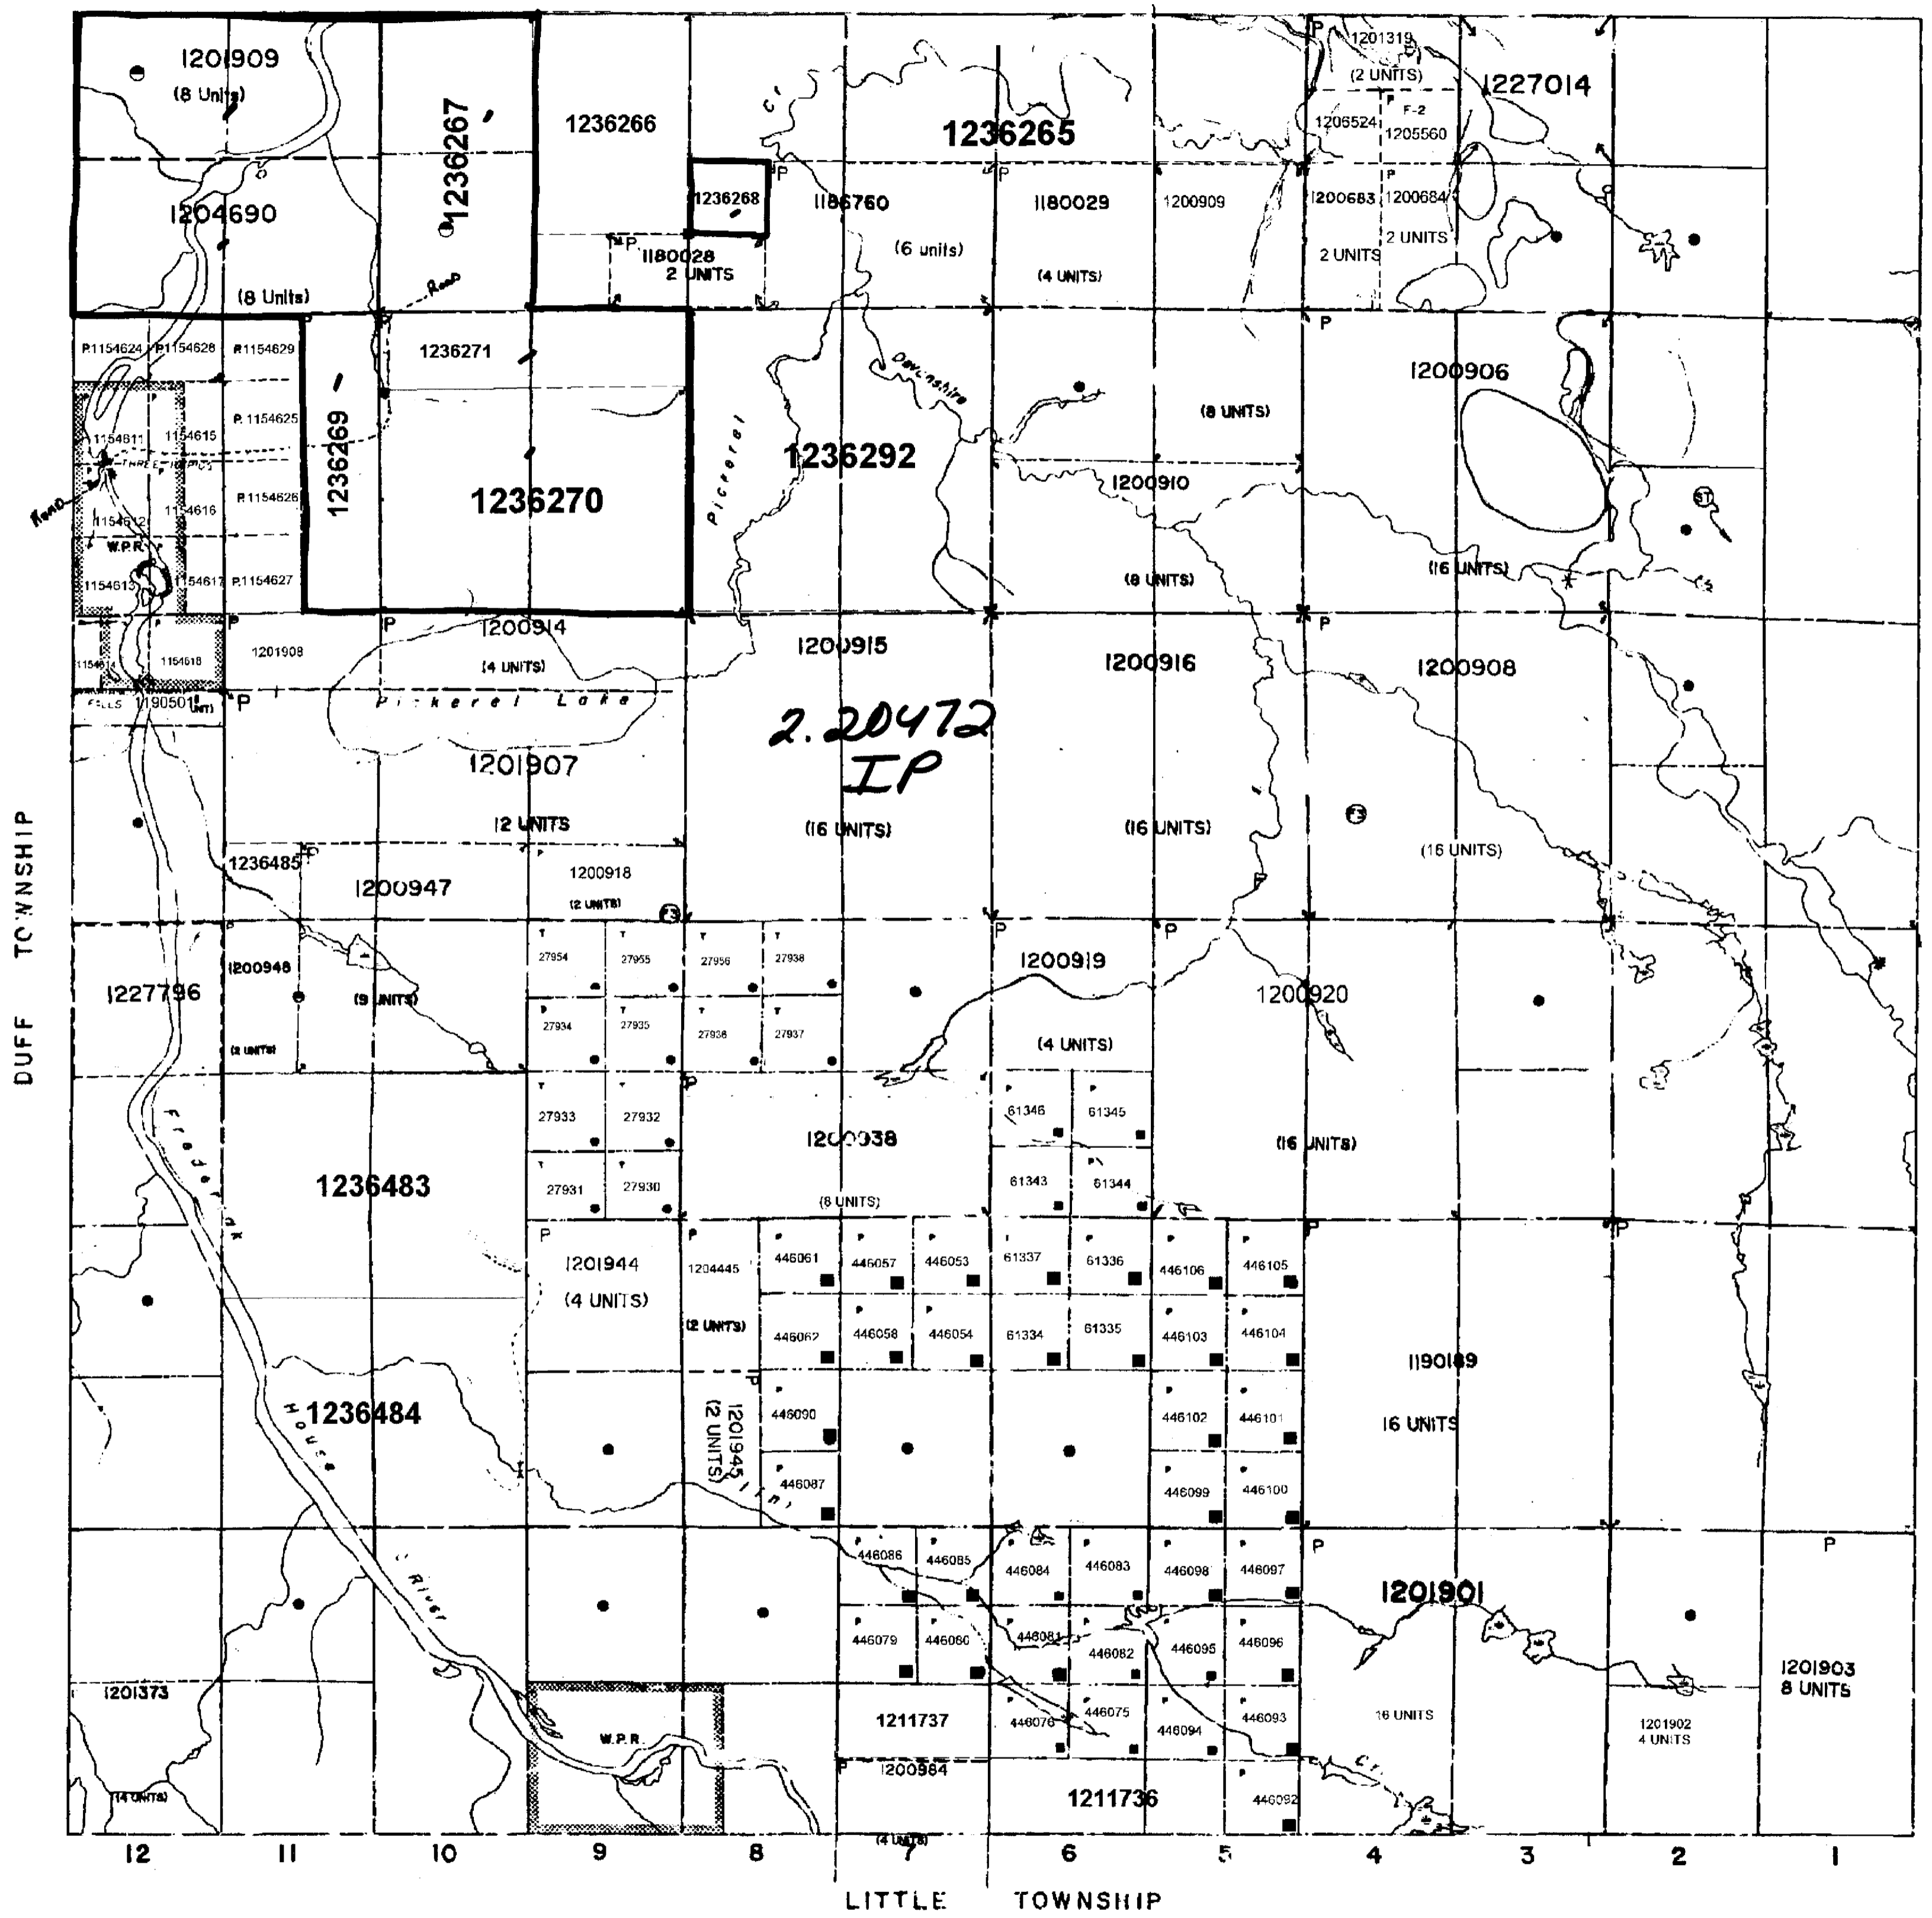 1201909
(8 Units)
1236267
1236266
Cr
1236265
P
1201319
(2 UNITS)
1227014
1206524
P F-2
1205560
1204690
(8 Units)
Road
1236268
P
1186760
(6 units)
P
1180029
(4 UNITS)
1200909
1200683
2 UNITS
P
1200684
2 UNITS
P.
1180028
2 UNITS
P.1154624
P.1154628
P.1154629
1236271
1236269
1236270
Pickerel
Devonshire
1236292
(8 UNITS)
P
1200906
P.1154625
1154611
1154615
THREE RAPIDS
Road
P.1154626
1154612
1154616
W.P.R.
1154613
1154617
P.1154627
1200910
(8 UNITS)
(16 UNITS)
ST
P
1201908
P
1200914
(4 UNITS)
1200915
1200916
P
1200908
1154614
1154618
FALLS
1190501
P
Pickerel Lake
2.20472
IP
1201907
12 UNITS
(16 UNITS)
(16 UNITS)
F3
(16 UNITS)
DUFF TOWNSHIP
1236485
P
1200947
P
1200918
(2 UNITS)
F3
P
1200948
(2 UNITS)
(9 UNITS)
1227796
T
27954
T
27955
T
27956
T
27938
P
1200919
(4 UNITS)
P
1200920
(16 UNITS)
27934
T
27935
T
27936
T
27937
T
27933
T
27932
P
1200938
(8 UNITS)
P
61346
P
61345
T
27931
T
27930
61343
P
61344
Frederick
House
River
1236483
1236484
P
1201944
(4 UNITS)
P
1204445
(2 UNITS)
P
446061
P
446057
P
446053
61337
P
61336
P
446106
P
446105
P
P
446062
P
446058
P
446054
61334
61335
P
446103
P
446104
1190189
16 UNITS
P
1201945
(2 UNITS)
P
446090
P
446102
P
446101
P
446087
P
446099
P
446100
P
446086
P
446085
P
446084
P
446083
P
446098
P
446097
P
1201901
16 UNITS
P
P
446079
P
446080
P
446081
P
446082
P
446095
P
446096
1201373
(4 UNITS)
W.P.R.
1211737
P
446076
P
446075
P
446094
P
446093
1201902
4 UNITS
1201903
8 UNITS
P
1200984
(4 UNITS)
1211736
P
446092
Cr.
12 11 10 9 8 7 6 5 4 3 2 1
LITTLE TOWNSHIP